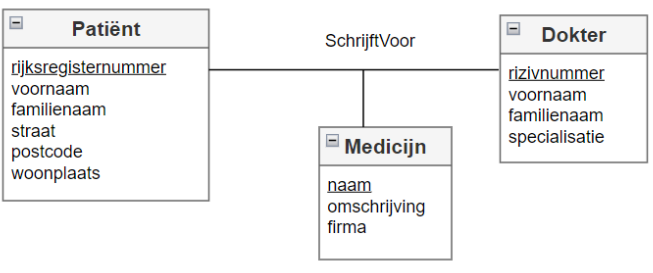 Patiënt
rijksregisternummer
voornaam
familienaam
straat
postcode
woonplaats
SchrijftVoor
Dokter
rizivnummer
voornaam
familienaam
specialisatie
Medicijn
naam
omschrijving
firma